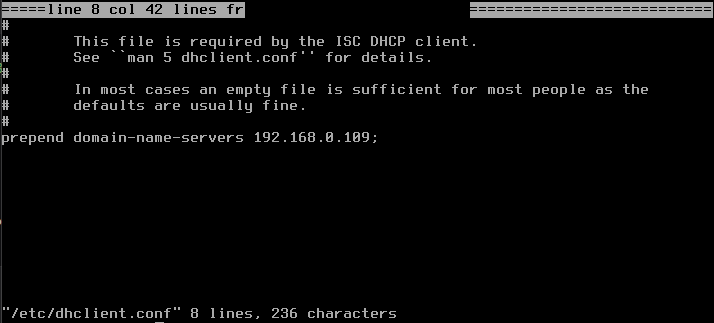 =====line 8 col 42 lines fr ===========================
#
# This file is required by the ISC DHCP client.
# See ``man 5 dhclient.conf'' for details.
#
# In most cases an empty file is sufficient for most people as the
# defaults are usually fine.
#
prepend domain-name-servers 192.168.0.109;
"/etc/dhclient.conf" 8 lines, 236 characters